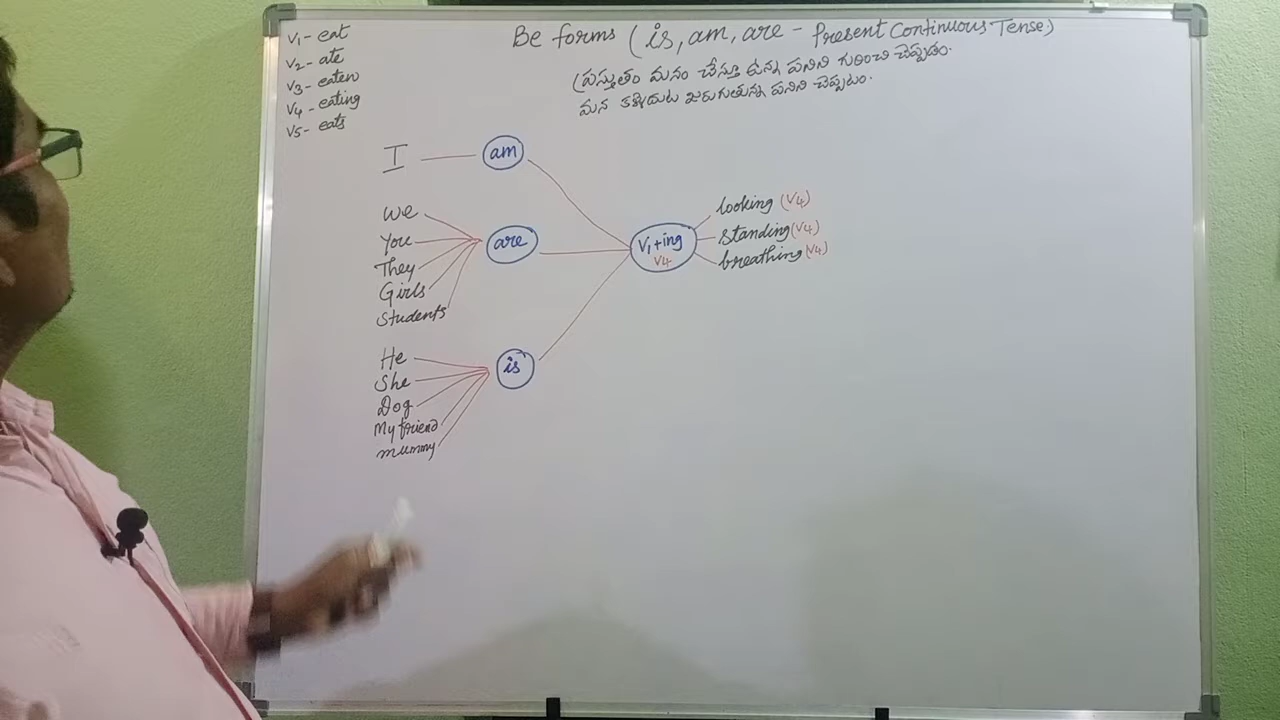 V1- eat
V2- ate
V3- eaten
V4- eating
V5- eats
Be forms (is, am, are - Present Continuous Tense)
(ప్రస్తుతం మనం చేస్తూ ఉన్న పనిని గురించి చెప్పడం.
మన కళ్ళెదుట జరుగుతున్న పనిని చెప్పటం.
I
am
We
You
They
Girls
Students
are
He
She
Dog
My friend
mummy
is
V1+ing
V4
looking (V4)
standing (V4)
breathing (V4)